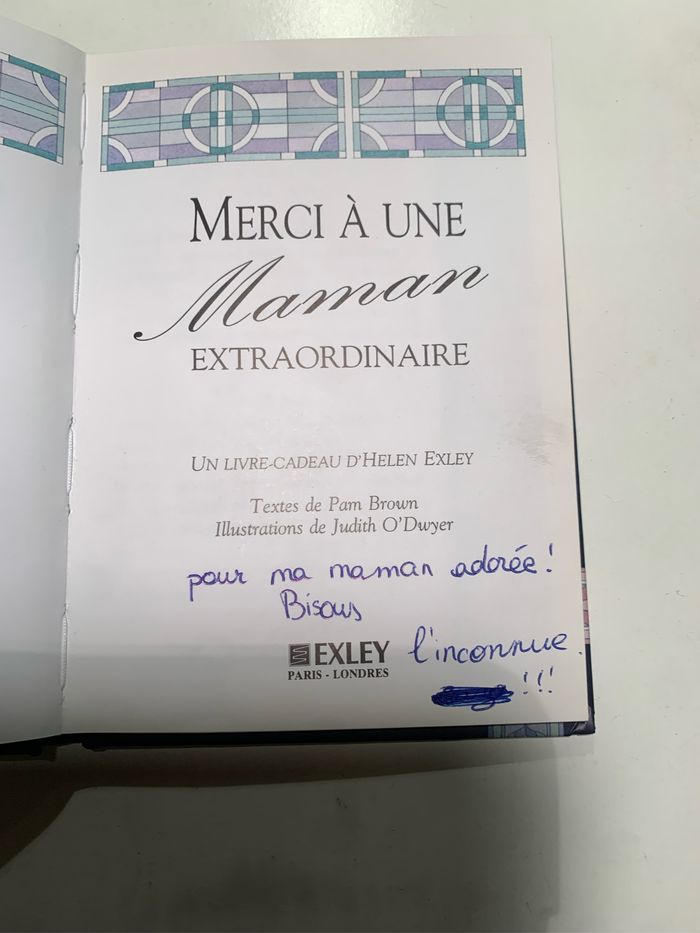 MERCI À UNE
Maman
EXTRAORDINAIRE
UN LIVRE-CADEAU D'HELEN EXLEY
Textes de Pam Brown
Illustrations de Judith O'Dwyer
pour ma maman adorée!
Bisous
EXLEY
PARIS - LONDRES
l'inconnue.
!!!